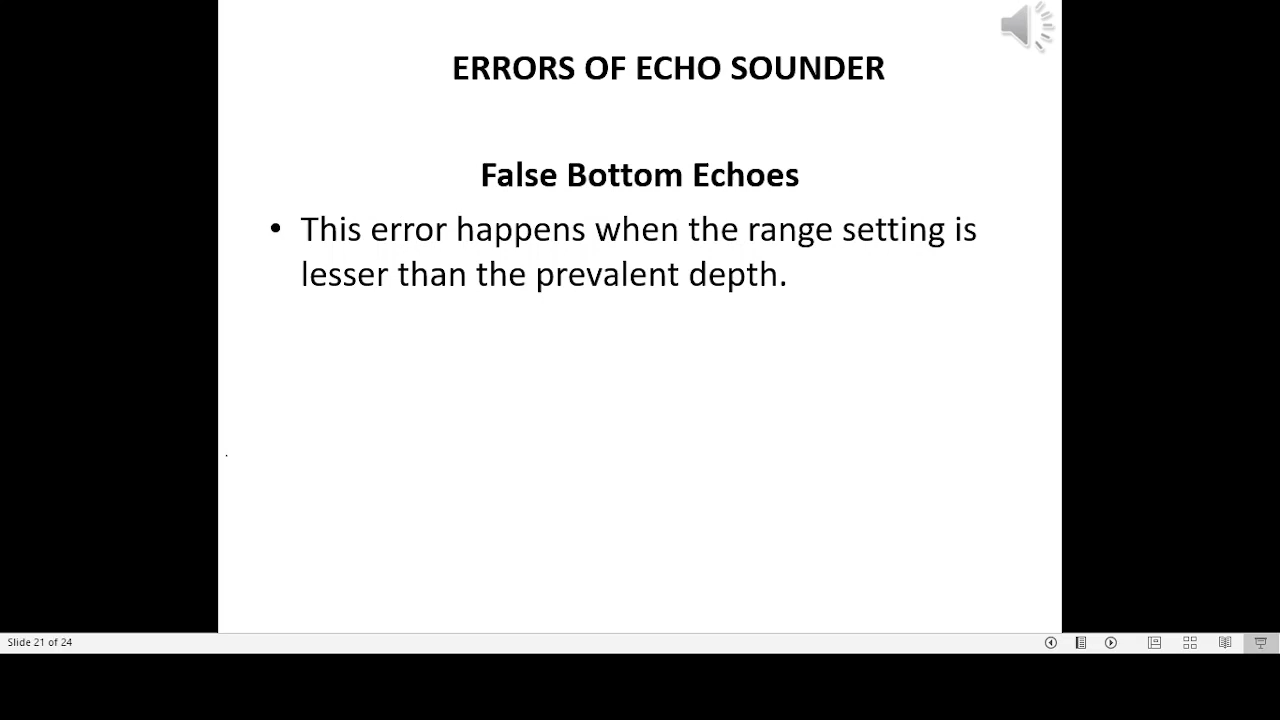 ERRORS OF ECHO SOUNDER
False Bottom Echoes
• This error happens when the range setting is
lesser than the prevalent depth.
.
Slide 21 of 24